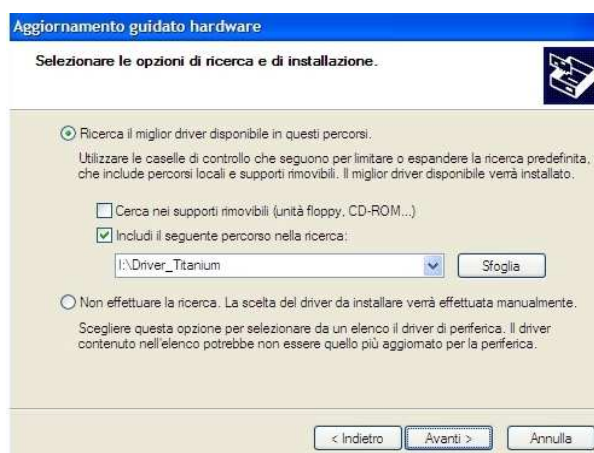 Aggiornamento guidato hardware
Selezionare le opzioni di ricerca e di installazione.
Ricerca il miglior driver disponibile in questi percorsi.
Utilizzare le caselle di controllo che seguono per limitare o espandere la ricerca predefinita,
che include percorsi locali e supporti rimovibili. Il miglior driver disponibile verrà installato.
Cerca nei supporti rimovibili (unità floppy, CD-ROM...)
Includi il seguente percorso nella ricerca:
I:\Driver_Titanium
Sfoglia
Non effettuare la ricerca. La scelta del driver da installare verrà effettuata manualmente.
Scegliere questa opzione per selezionare da un elenco il driver di periferica. Il driver
contenuto nell'elenco potrebbe non essere quello più aggiornato per la periferica.
< Indietro Avanti > Annulla